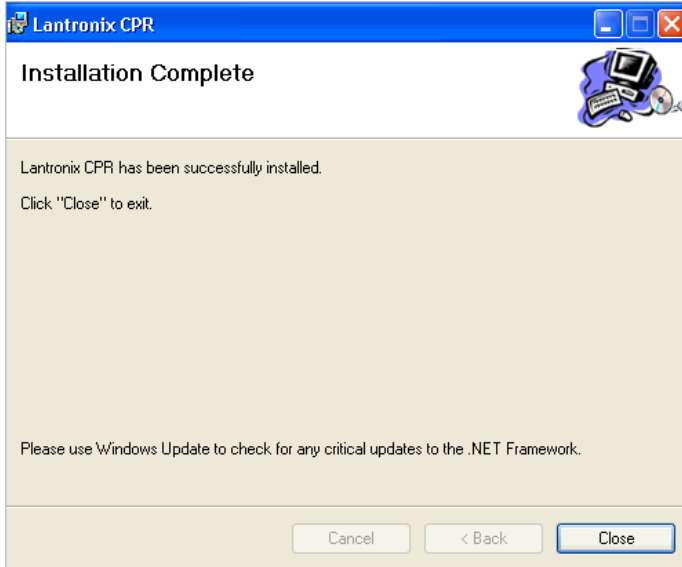 Lantronix CPR
Installation Complete
Lantronix CPR has been successfully installed.
Click "Close" to exit.
Please use Windows Update to check for any critical updates to the .NET Framework.
Cancel
< Back
Close